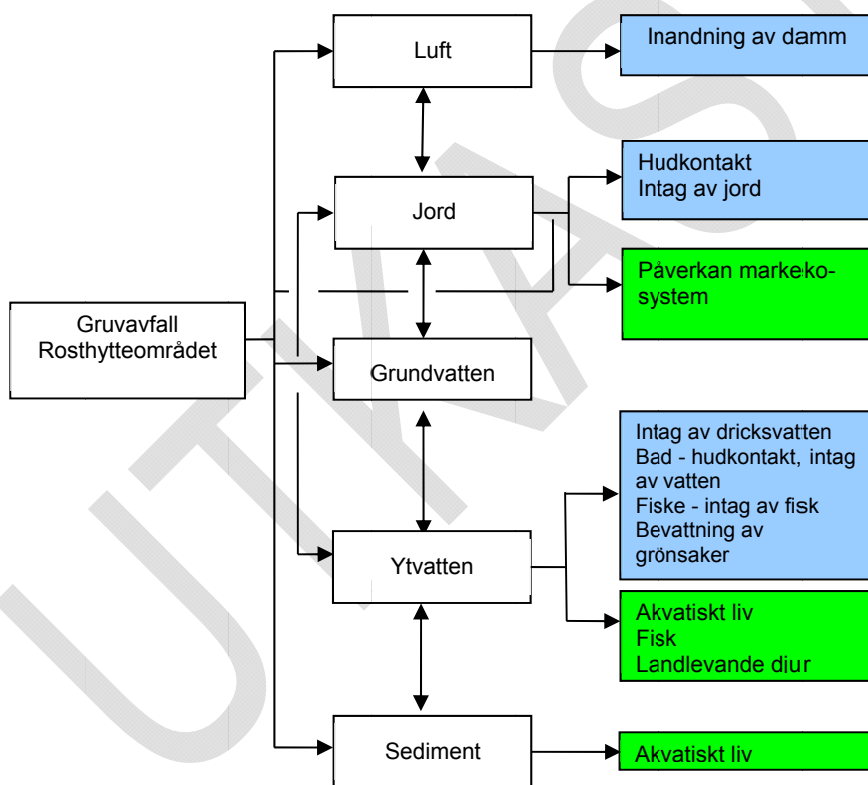 Luft
Inandning av damm
Hudkontakt
Intag av jord
Jord
Påverkan markeko-
system
Gruvavfall
Rosthytteområdet
Grundvatten
Intag av dricksvatten
Bad - hudkontakt, intag
av vatten
Fiske - intag av fisk
Bevattning av
grönsaker
Ytvatten
Akvatiskt liv
Fisk
Landlevande djur
Sediment
Akvatiskt liv
UTKAS